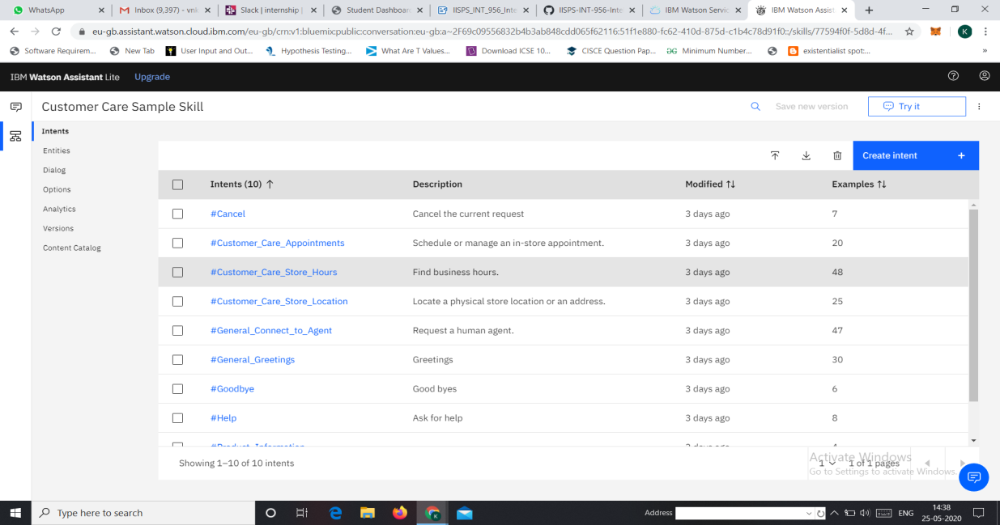 WhatsApp
Inbox (9,397) - vnk
Slack | internship |
Student Dashboar
IISPS_INT_956_Inte
IISPS-INT-956-Inte
IBM Watson Servic
IBM Watson Assist
eu-gb.assistant.watson.cloud.ibm.com/eu-gb/crn:v1:bluemix:public:conversation:eu-gb:a~2F69c09556832b4b3ab848cdd065f62116:51f1e880-fc62-410d-875d-c1b4c78d91f0::/skills/77594f0f-5d8d-4f...
K
Software Requirem...
New Tab
User Input and Out...
Hypothesis Testing...
What Are T Values...
Download ICSE 10...
CISCE Question Pap...
GG Minimum Number...
existentialist spot:...
»
IBM Watson Assistant Lite
Upgrade
Customer Care Sample Skill
Save new version
Try it
Intents
Entities
Dialog
Options
Analytics
Versions
Content Catalog
Create intent +
Intents (10)
Description
Modified
Examples
#Cancel
Cancel the current request
3 days ago
7
#Customer_Care_Appointments
Schedule or manage an in-store appointment.
3 days ago
20
#Customer_Care_Store_Hours
Find business hours.
3 days ago
48
#Customer_Care_Store_Location
Locate a physical store location or an address.
3 days ago
25
#General_Connect_to_Agent
Request a human agent.
3 days ago
47
#General_Greetings
Greetings
3 days ago
30
#Goodbye
Good byes
3 days ago
6
#Help
Ask for help
3 days ago
8
#Product_Information
3 days ago
4
Showing 1–10 of 10 intents
1
1 of 1 pages
Activate Windows
Go to Settings to activate Windows.
Type here to search
Address
ENG
14:38
25-05-2020